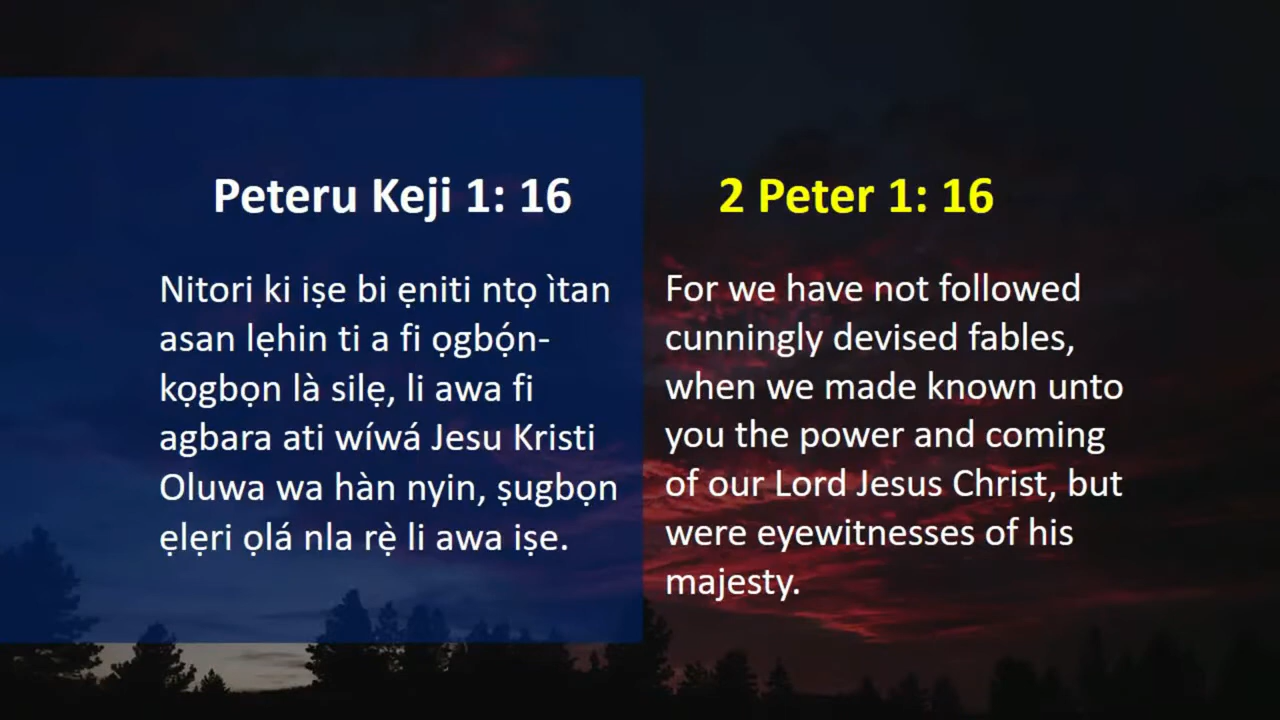 Peteru Keji 1: 16
Nitori ki iṣe bi ẹniti ntọ ìtan
asan lẹhin ti a fi ọgbọ́n-
kọgbọn là silẹ, li awa fi
agbara ati wíwá Jesu Kristi
Oluwa wa hàn nyin, ṣugbọn
ẹlẹri ọlá nla rẹ̀ li awa iṣe.
2 Peter 1: 16
For we have not followed
cunningly devised fables,
when we made known unto
you the power and coming
of our Lord Jesus Christ, but
were eyewitnesses of his
majesty.